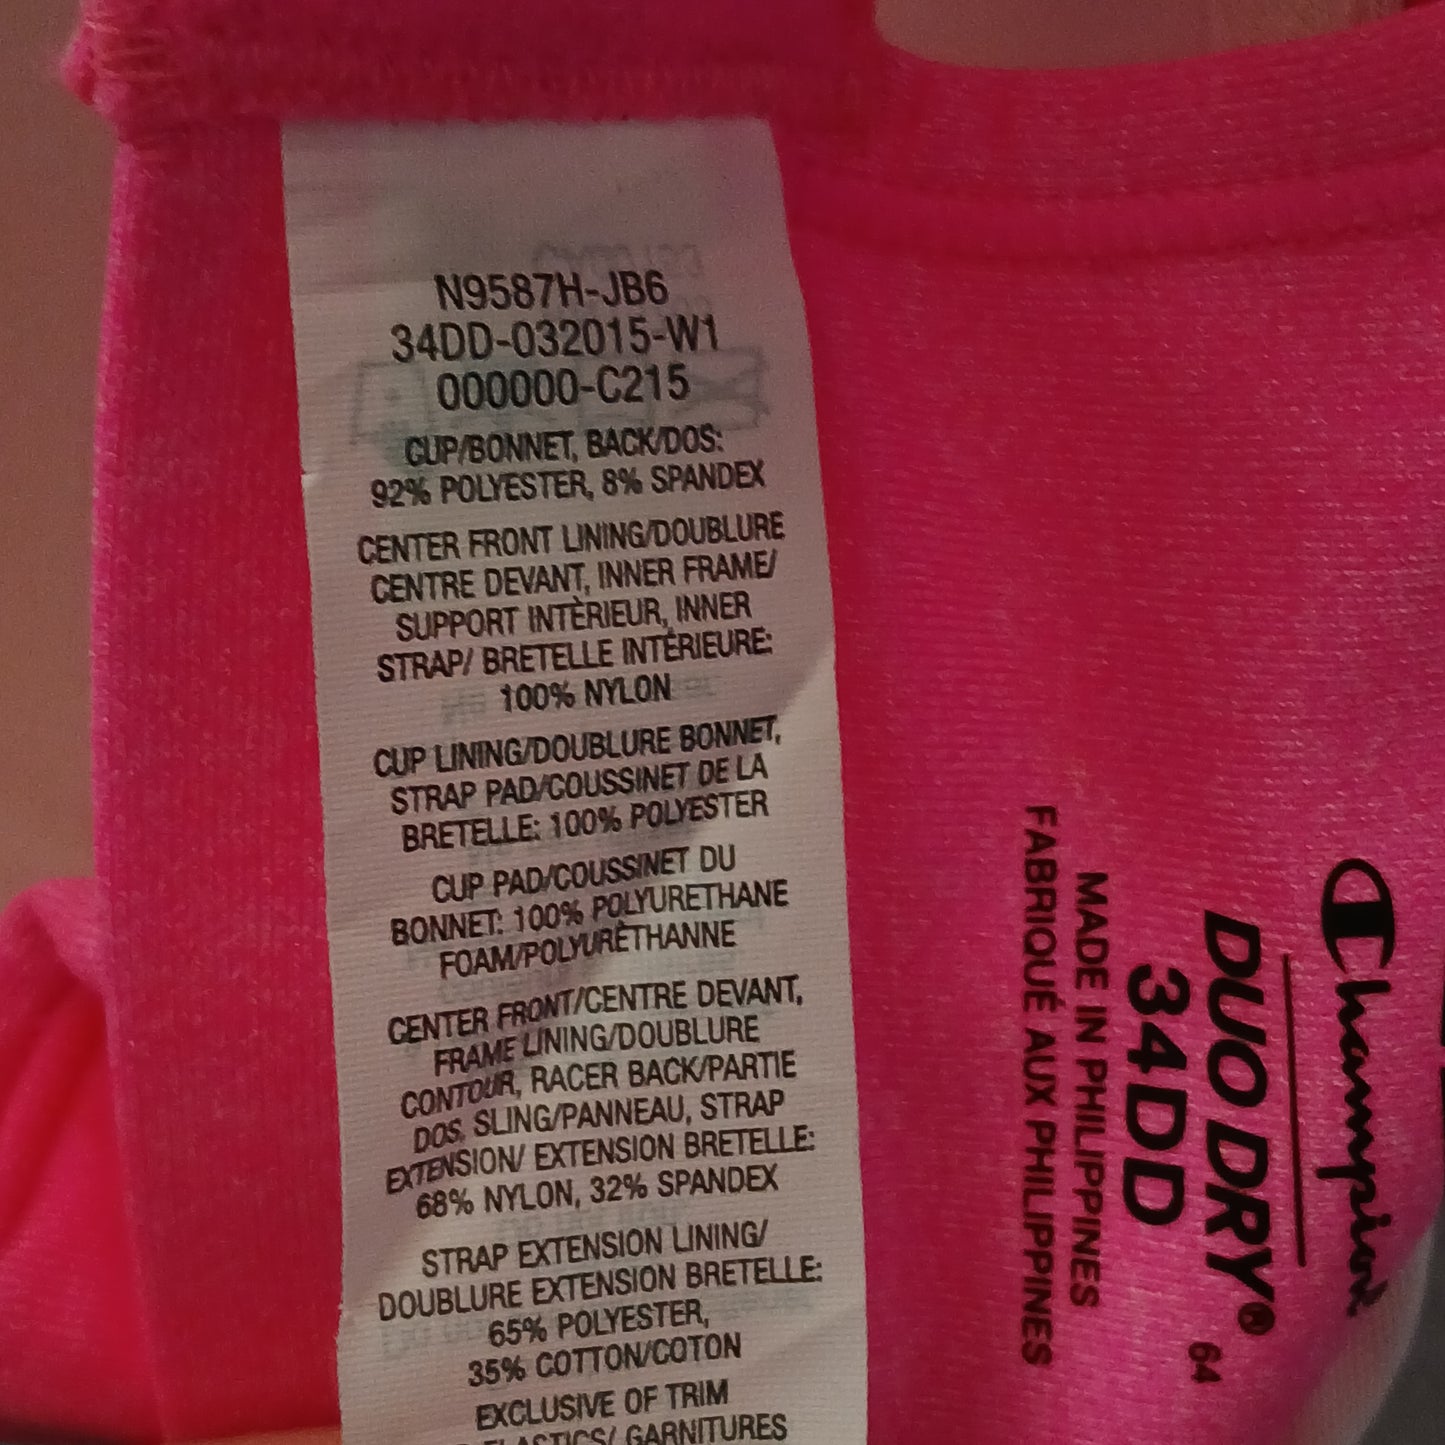 N9587H-JB6
34DD-032015-W1
000000-C215
CUP/BONNET, BACK/DOS:
92% POLYESTER, 8% SPANDEX
CENTER FRONT LINING/DOUBLURE
CENTRE DEVANT, INNER FRAME/
SUPPORT INTÈRIEUR, INNER
STRAP/ BRETELLE INTÉRIEURE:
100% NYLON
CUP LINING/DOUBLURE BONNET,
STRAP PAD/COUSSINET DE LA
BRETELLE: 100% POLYESTER
CUP PAD/COUSSINET DU
BONNET: 100% POLYURETHANE
FOAM/POLYURÈTHANNE
CENTER FRONT/CENTRE DEVANT,
FRAME LINING/DOUBLURE
CONTOUR, RACER BACK/PARTIE
DOS, SLING/PANNEAU, STRAP
EXTENSION/ EXTENSION BRETELLE:
68% NYLON, 32% SPANDEX
STRAP EXTENSION LINING/
DOUBLURE EXTENSION BRETELLE:
65% POLYESTER,
35% COTTON/COTON
EXCLUSIVE OF TRIM
ELASTICS/ GARNITURES
Champion
DUO DRY®
34DD
64
MADE IN PHILIPPINES
FABRIQUÉ AUX PHILIPPINES